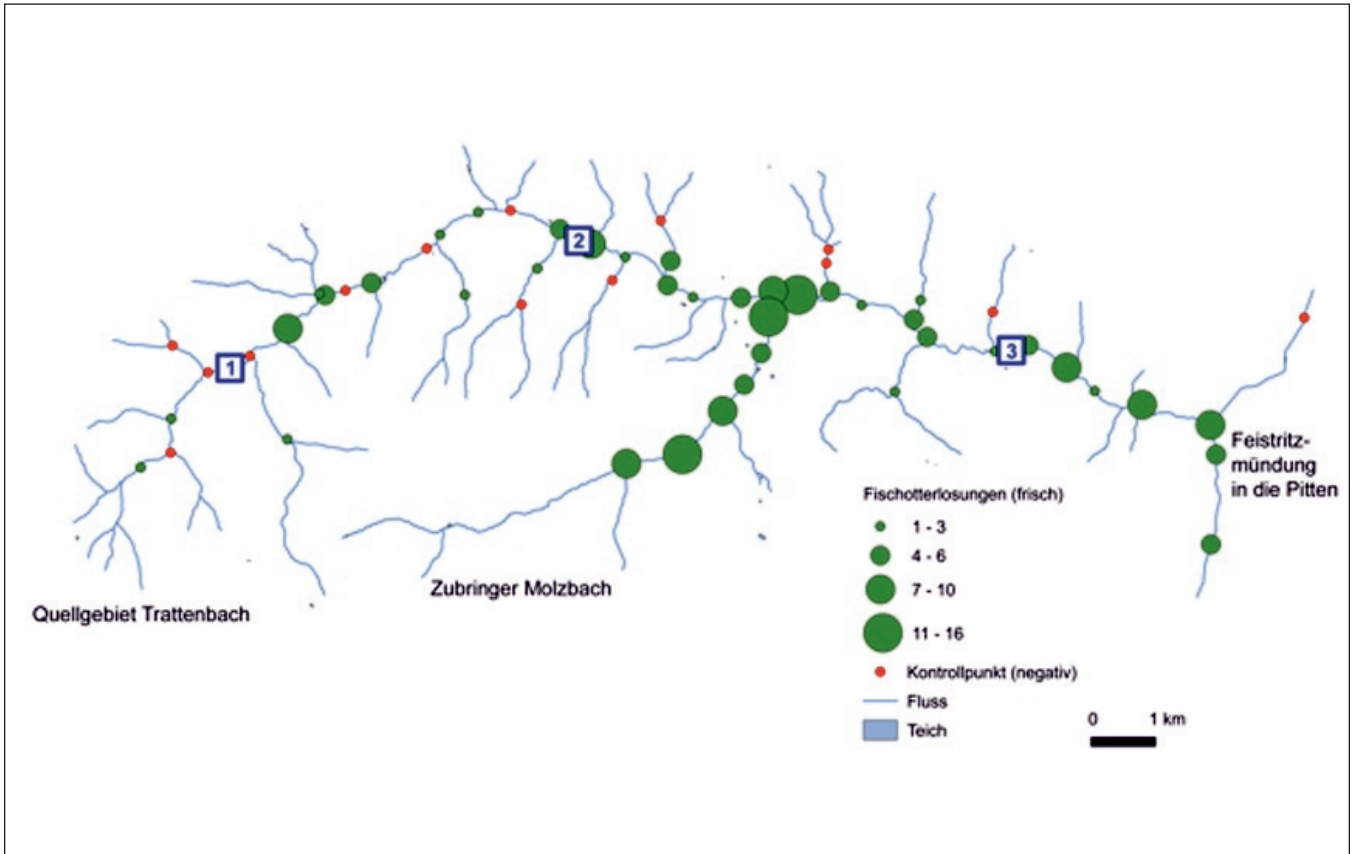 2
1
3
Feistritz-
mündung
in die Pitten
Fischotterlosungen (frisch)
1 - 3
4 - 6
7 - 10
11 - 16
Kontrollpunkt (negativ)
Fluss
Teich
0 1 km
Zubringer Molzbach
Quellgebiet Trattenbach